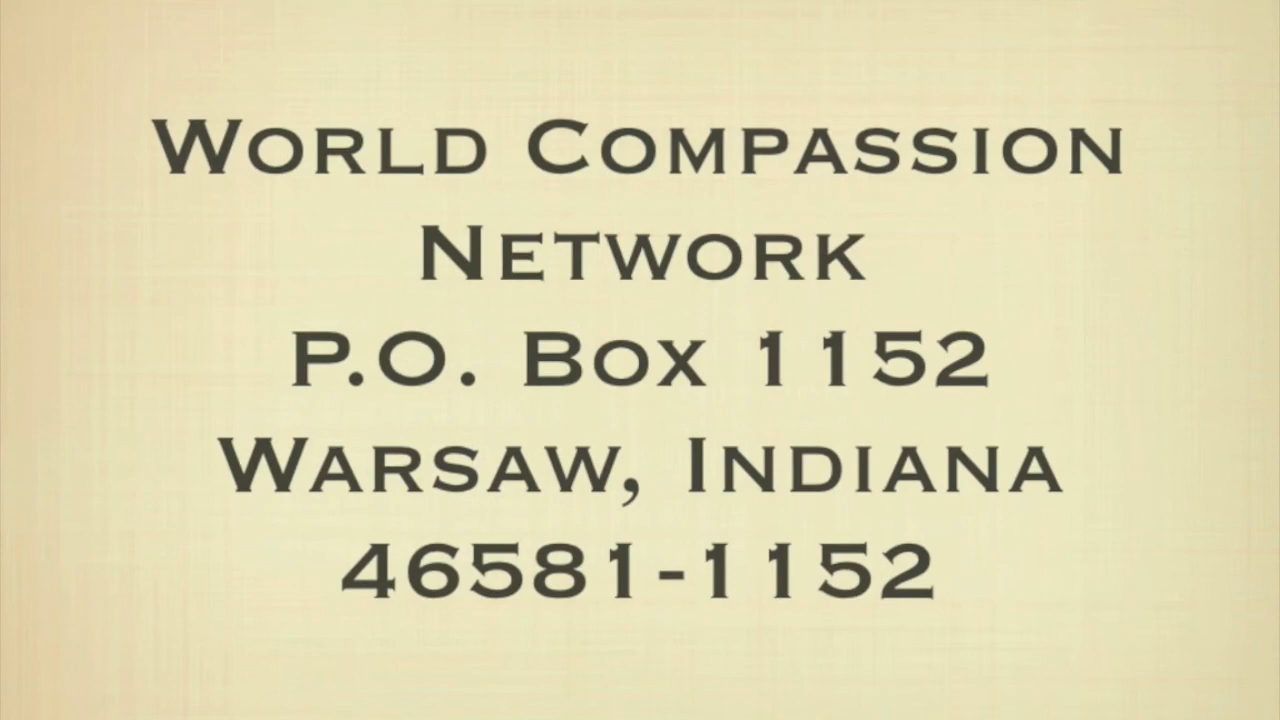 World Compassion
Network
P.O. Box 1152
Warsaw, Indiana
46581-1152